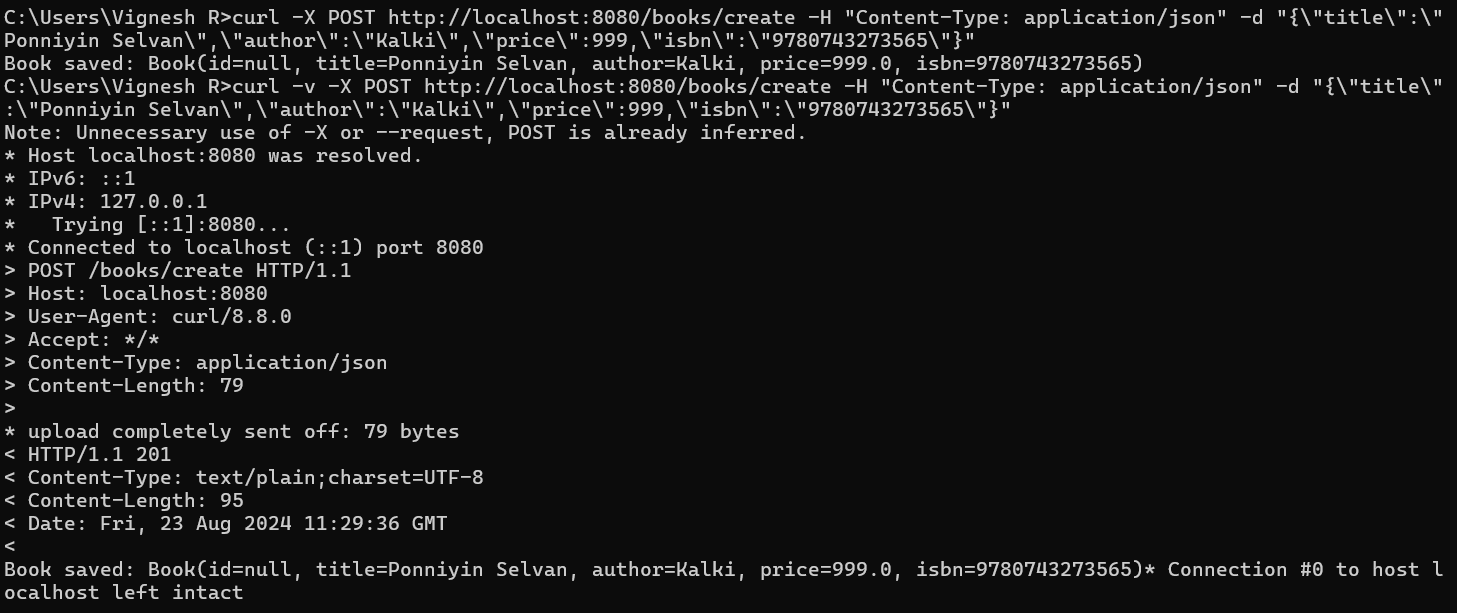 C:\Users\Vignesh R>curl -X POST http://localhost:8080/books/create -H "Content-Type: application/json" -d "{\"title\":\"
Ponniyin Selvan\",\"author\":\"Kalki\",\"price\":999,\"isbn\":\"9780743273565\"}"
Book saved: Book(id=null, title=Ponniyin Selvan, author=Kalki, price=999.0, isbn=9780743273565)
C:\Users\Vignesh R>curl -v -X POST http://localhost:8080/books/create -H "Content-Type: application/json" -d "{\"title\"
:\"Ponniyin Selvan\",\"author\":\"Kalki\",\"price\":999,\"isbn\":\"9780743273565\"}"
Note: Unnecessary use of -X or --request, POST is already inferred.
* Host localhost:8080 was resolved.
* IPv6: ::1
* IPv4: 127.0.0.1
*   Trying [::1]:8080...
* Connected to localhost (::1) port 8080
> POST /books/create HTTP/1.1
> Host: localhost:8080
> User-Agent: curl/8.8.0
> Accept: */*
> Content-Type: application/json
> Content-Length: 79
>
* upload completely sent off: 79 bytes
< HTTP/1.1 201
< Content-Type: text/plain;charset=UTF-8
< Content-Length: 95
< Date: Fri, 23 Aug 2024 11:29:36 GMT
<
Book saved: Book(id=null, title=Ponniyin Selvan, author=Kalki, price=999.0, isbn=9780743273565)* Connection #0 to host l
ocalhost left intact